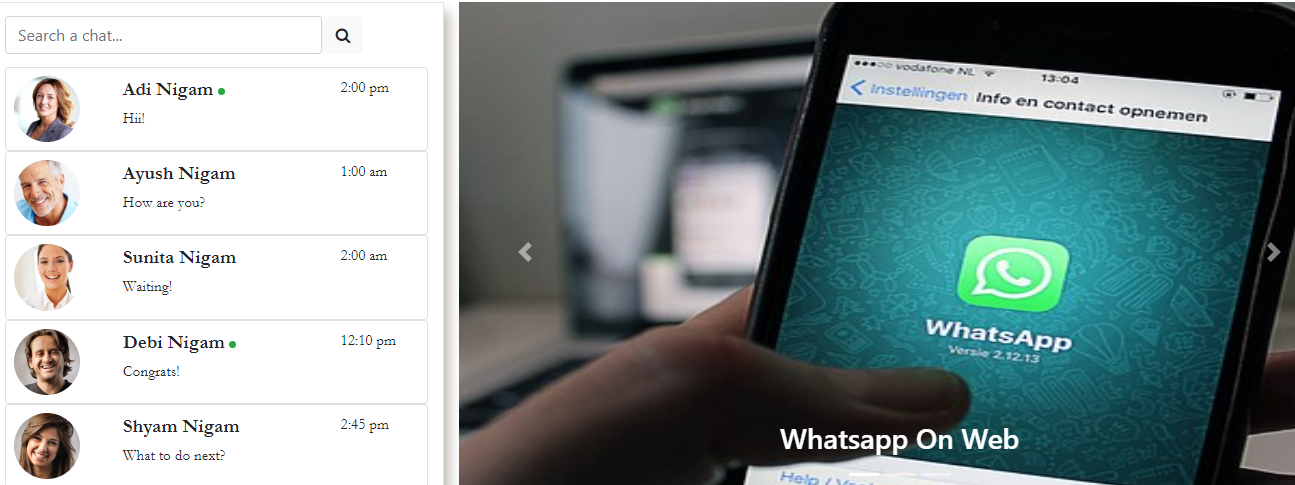 Search a chat...
Adi Nigam
2:00 pm
Hii!
Ayush Nigam
1:00 am
How are you?
Sunita Nigam
2:00 am
Waiting!
Debi Nigam
12:10 pm
Congrats!
Shyam Nigam
2:45 pm
What to do next?
vodafone NL
13:04
Instellingen Info en contact opnemen
WhatsApp
Versie 2.12.13
Whatsapp On Web
Help /